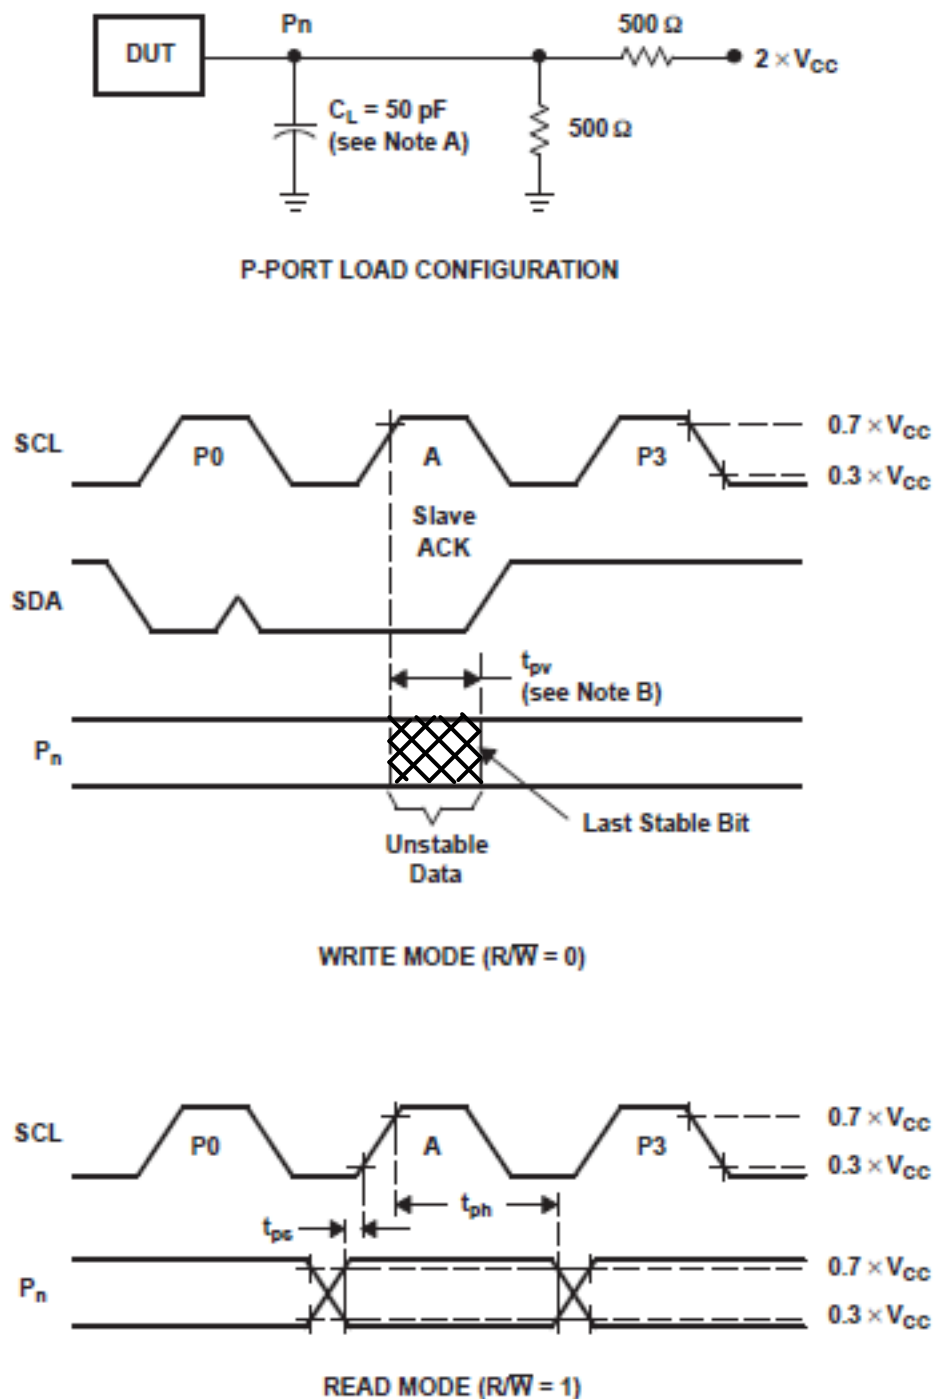 DUT
Pn
500 Ω
2 × VCC
CL = 50 pF
(see Note A)
500 Ω
P-PORT LOAD CONFIGURATION
SCL
P0
A
P3
0.7 × VCC
0.3 × VCC
Slave
ACK
SDA
tpv
(see Note B)
Pn
Last Stable Bit
Unstable
Data
WRITE MODE (R/W̅ = 0)
SCL
P0
A
P3
0.7 × VCC
0.3 × VCC
tph
tps
Pn
0.7 × VCC
0.3 × VCC
READ MODE (R/W̅ = 1)